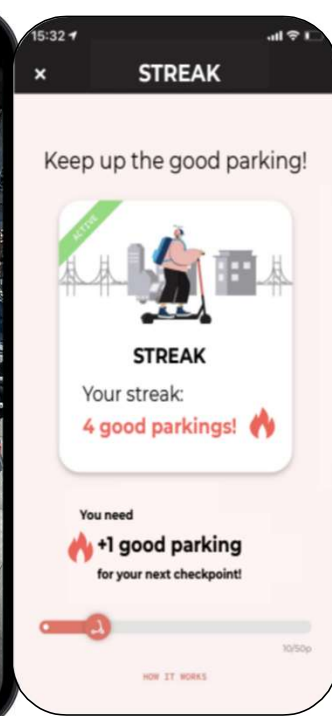 15:32
× STREAK
Keep up the good parking!
ACTIVE
STREAK
Your streak:
4 good parkings!
You need
+1 good parking
for your next checkpoint!
10/50p
HOW IT WORKS